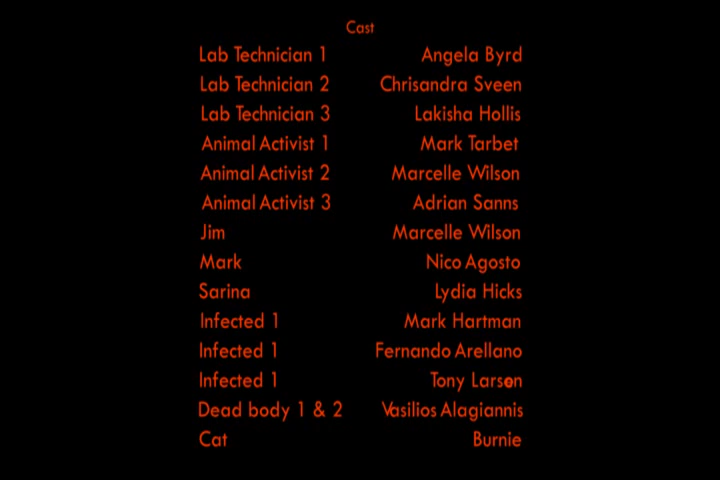 Cast
Lab Technician 1 Angela Byrd
Lab Technician 2 Chrisandra Sveen
Lab Technician 3 Lakisha Hollis
Animal Activist 1 Mark Tarbet
Animal Activist 2 Marcelle Wilson
Animal Activist 3 Adrian Sanns
Jim Marcelle Wilson
Mark Nico Agosto
Sarina Lydia Hicks
Infected 1 Mark Hartman
Infected 1 Fernando Arellano
Infected 1 Tony Larson
Dead body 1 & 2 Vasilios Alagiannis
Cat Burnie